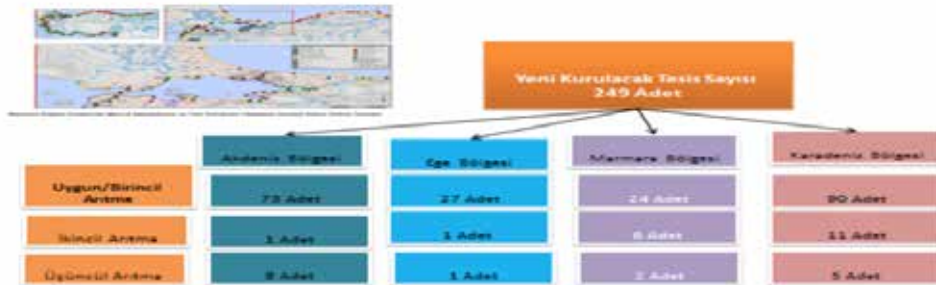 Yeni Kurulacak Tesis Sayısı
249 Adet
Akdeniz Bölgesi
Ege Bölgesi
Marmara Bölgesi
Karadeniz Bölgesi
Uygun/Birincil
Arıtma
73 Adet
27 Adet
24 Adet
90 Adet
İkincil Arıtma
1 Adet
1 Adet
6 Adet
11 Adet
Üçüncül Arıtma
8 Adet
1 Adet
2 Adet
5 Adet